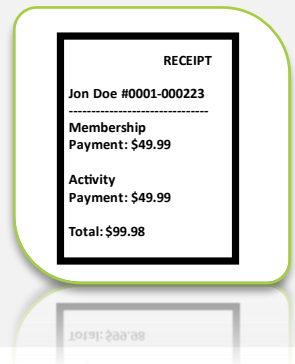 RECEIPT
Jon Doe #0001-000223
-------------------------------
Membership
Payment: $49.99
Activity
Payment: $49.99
Total: $99.98